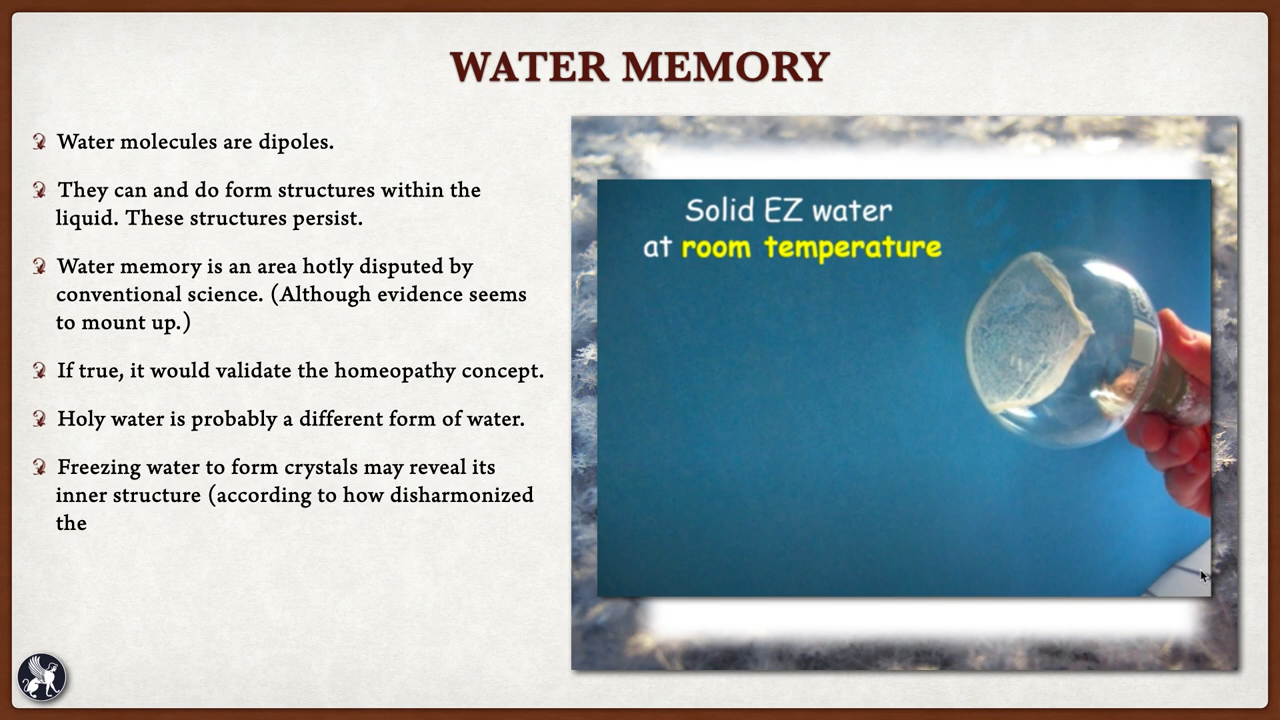 WATER MEMORY
Water molecules are dipoles.
They can and do form structures within the
liquid. These structures persist.
Water memory is an area hotly disputed by
conventional science. (Although evidence seems
to mount up.)
If true, it would validate the homeopathy concept.
Holy water is probably a different form of water.
Freezing water to form crystals may reveal its
inner structure (according to how disharmonized
the
Solid EZ water
at room temperature